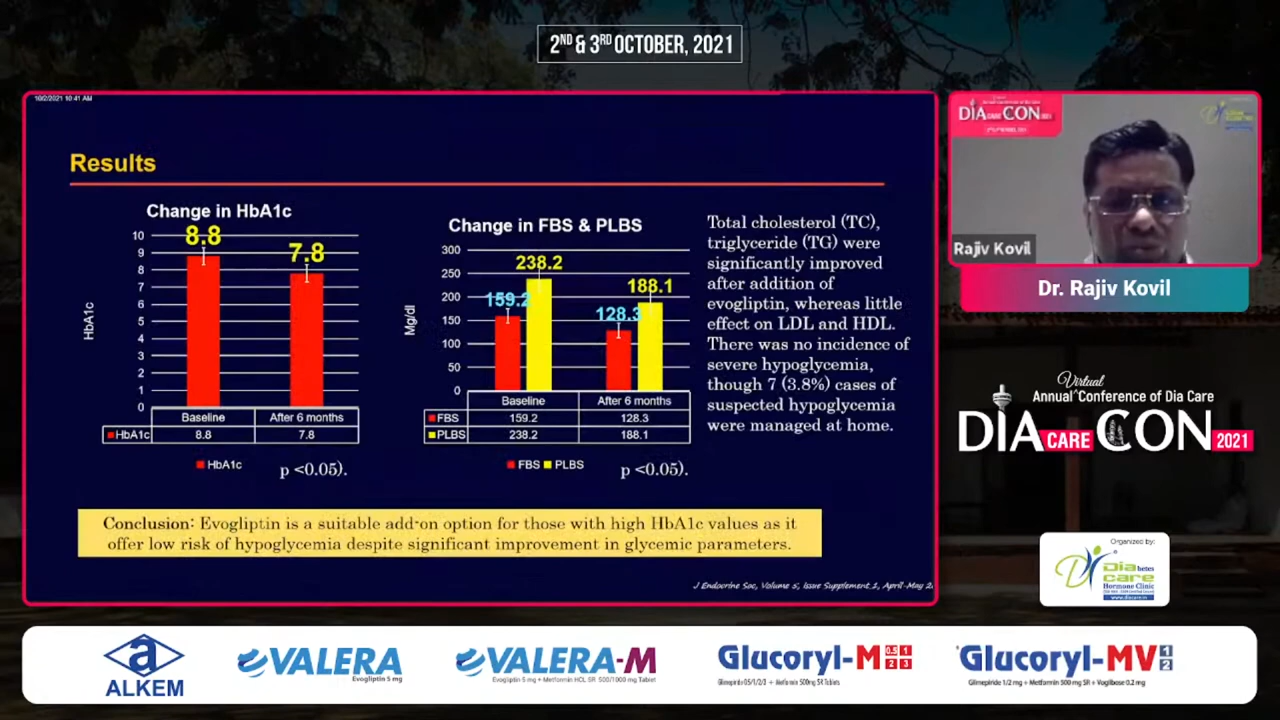 2ND & 3RD OCTOBER, 2021
10/2/2021 10:41 AM
Results
Change in HbA1c
10
9
8
7
6
5
4
3
2
1
0
HbA1c
8.8
7.8
Baseline After 6 months
HbA1c 8.8 7.8
HbA1c
p <0.05).
Change in FBS & PLBS
300
250
200
150
100
50
0
Mg/dl
159.2
238.2
128.3
188.1
Baseline After 6 months
FBS 159.2 128.3
PLBS 238.2 188.1
FBS PLBS
p <0.05).
Total cholesterol (TC),
triglyceride (TG) were
significantly improved
after addition of
evogliptin, whereas little
effect on LDL and HDL.
There was no incidence of
severe hypoglycemia,
though 7 (3.8%) cases of
suspected hypoglycemia
were managed at home.
Conclusion: Evogliptin is a suitable add-on option for those with high HbA1c values as it
offer low risk of hypoglycemia despite significant improvement in glycemic parameters.
J Endocrine Soc, Volume 5, Issue Supplement_1, April-May
DIA CARE CON 2021
Rajiv Kovil
Dr. Rajiv Kovil
Virtual
Annual ^ Conference of Dia Care
DIA CARE CON 2021
Organized by:
Diabetes
care
Hormone Clinic
www.diacare.in
a
ALKEM
VALERA
Evogliptin 5 mg
VALERA-M
Evogliptin 5 mg + Metformin HCL SR 500/1000 mg Tablet
Glucoryl-M 0.5 1 2 3
Glimepiride 0.5/1/2/3 + Metformin 500mg SR Tablets
Glucoryl-MV 1 2
Glimepiride 1/2 mg + Metformin 500 mg SR + Voglibose 0.2 mg